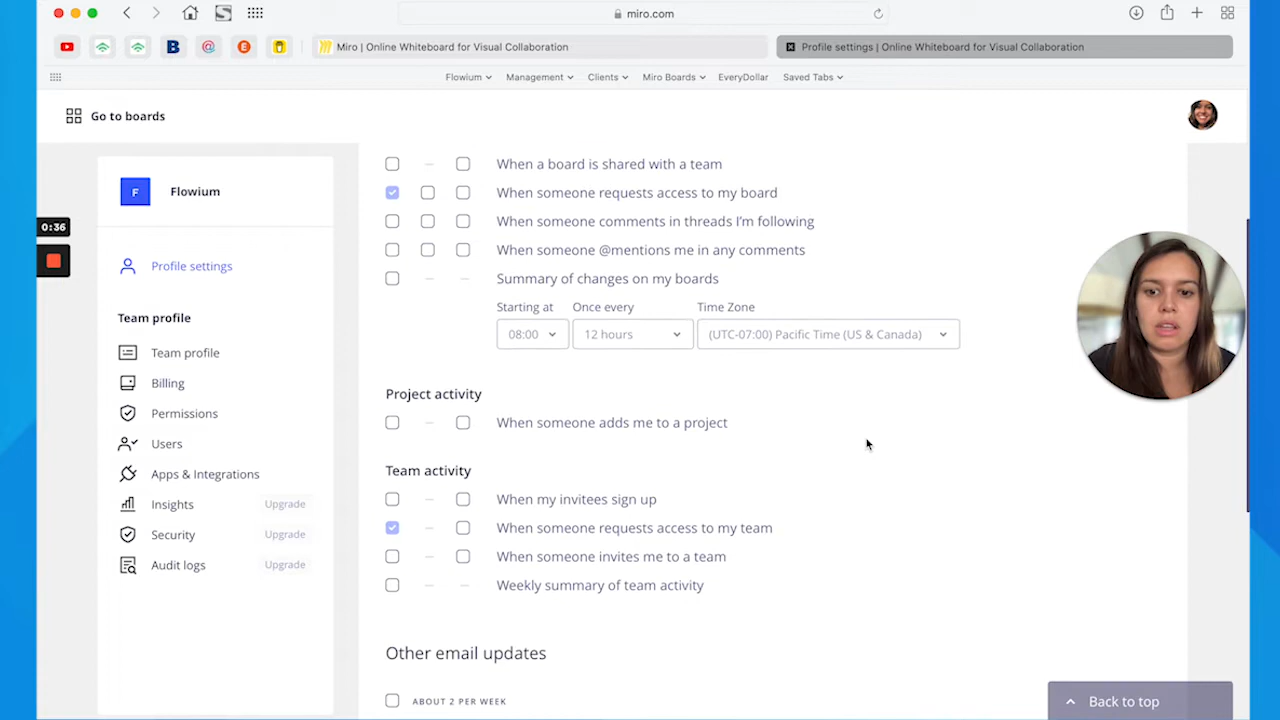 miro.com
Miro | Online Whiteboard for Visual Collaboration
Profile settings | Online Whiteboard for Visual Collaboration
Flowium
Management
Clients
Miro Boards
EveryDollar
Saved Tabs
Go to boards
F
Flowium
0:36
Profile settings
Team profile
Team profile
Billing
Permissions
Users
Apps & Integrations
Insights Upgrade
Security Upgrade
Audit logs Upgrade
When a board is shared with a team
When someone requests access to my board
When someone comments in threads I'm following
When someone @mentions me in any comments
Summary of changes on my boards
Starting at Once every Time Zone
08:00 12 hours (UTC-07:00) Pacific Time (US & Canada)
Project activity
When someone adds me to a project
Team activity
When my invitees sign up
When someone requests access to my team
When someone invites me to a team
Weekly summary of team activity
Other email updates
ABOUT 2 PER WEEK
Back to top